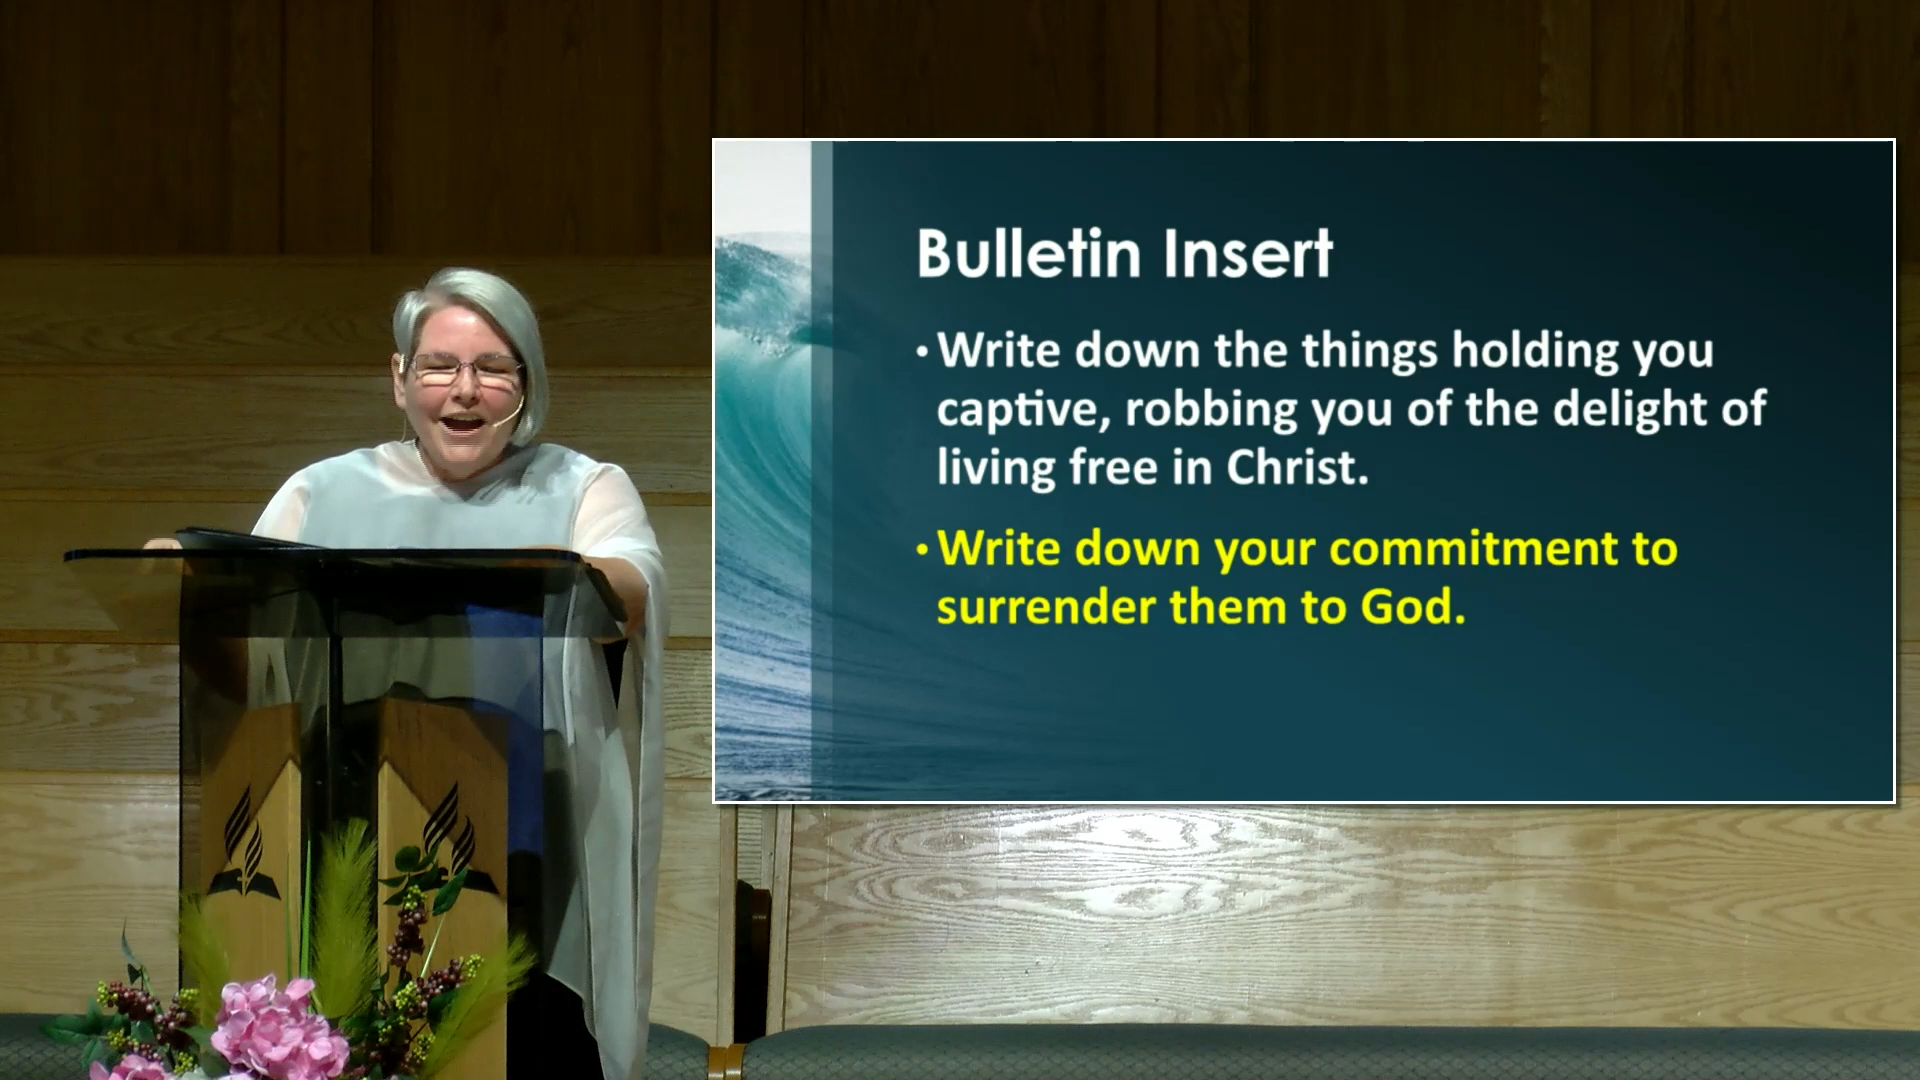 Bulletin Insert
• Write down the things holding you
captive, robbing you of the delight of
living free in Christ.
• Write down your commitment to
surrender them to God.